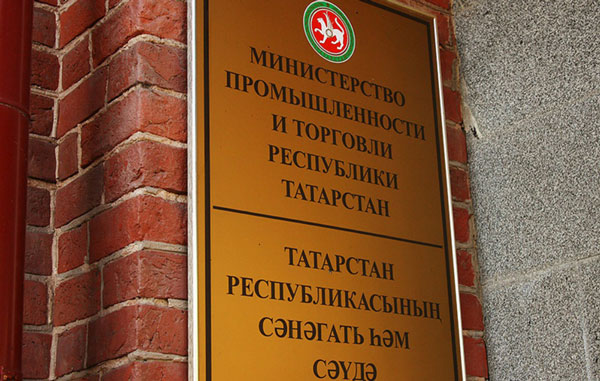 МИНИСТЕРСТВО
ПРОМЫШЛЕННОСТИ
И ТОРГОВЛИ
РЕСПУБЛИКИ
ТАТАРСТАН
ТАТАРСТАН
РЕСПУБЛИКАСЫНЫҢ
СӘНӘГАТЬ ҺӘМ
СӘҮДӘ